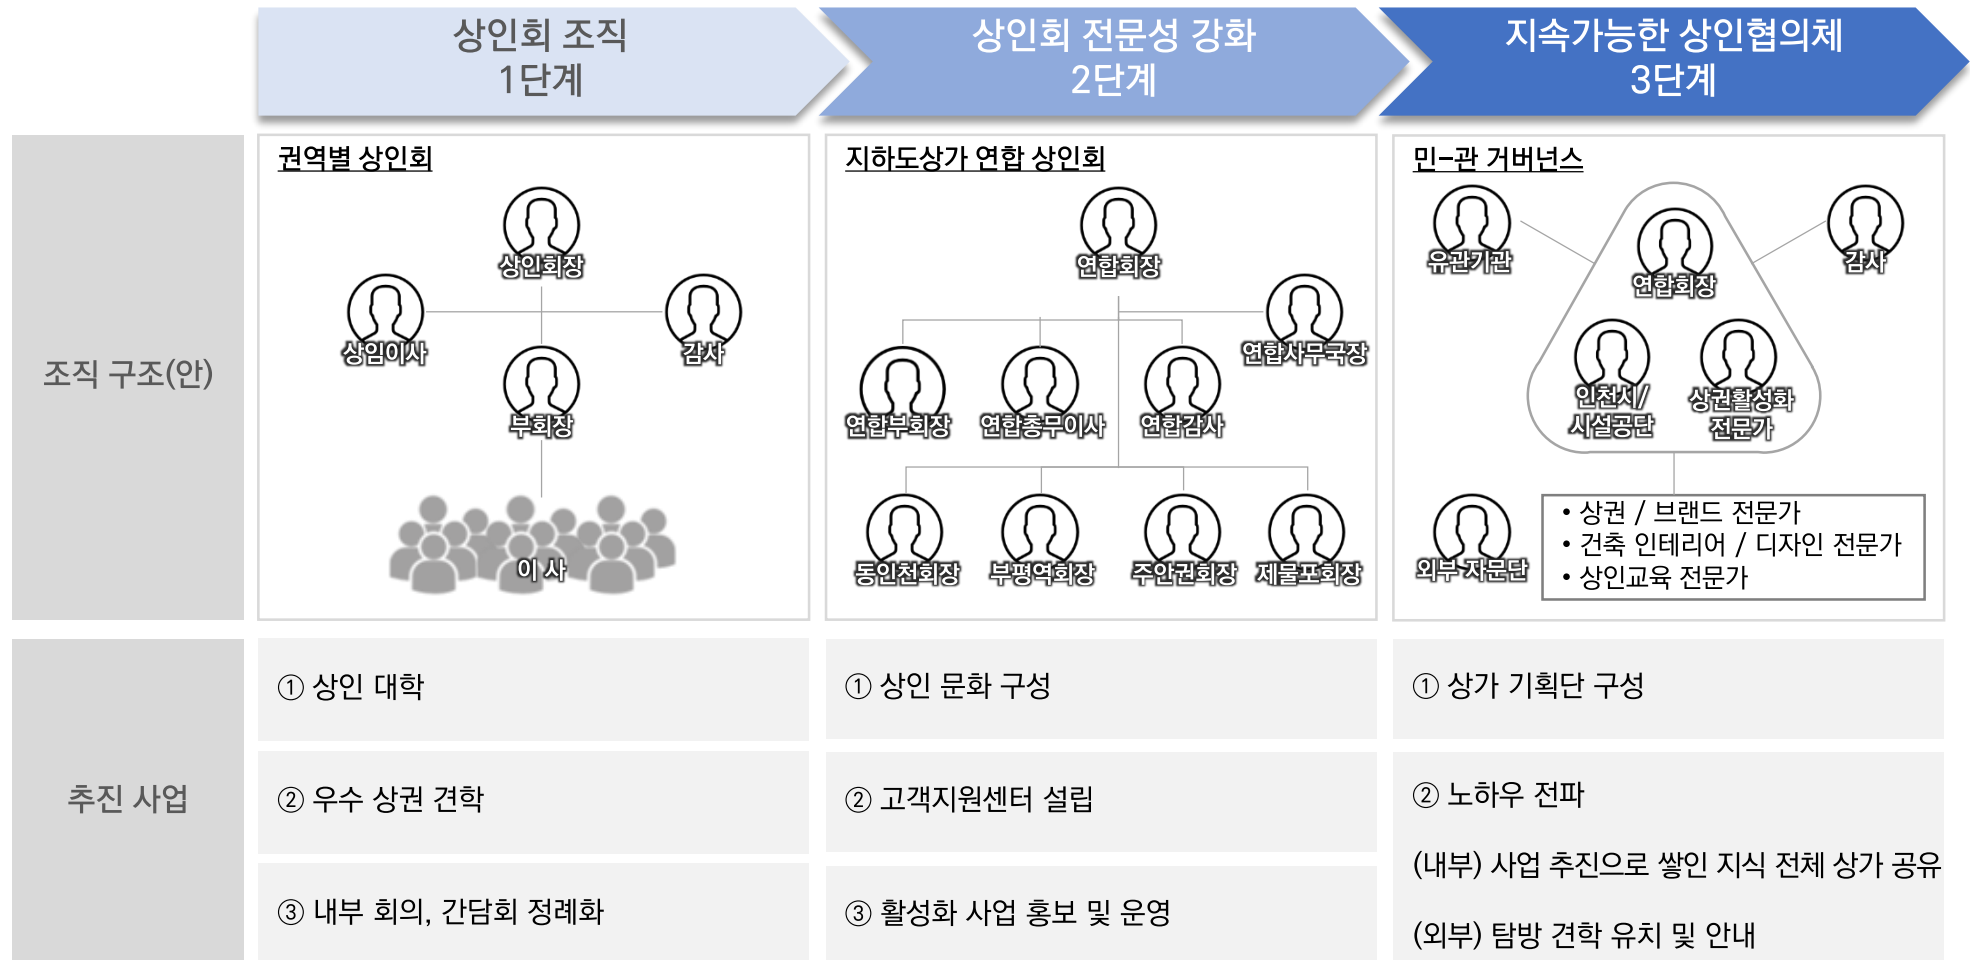 상인회 조직
1단계
상인회 전문성 강화
2단계
지속가능한 상인협의체
3단계
조직 구조(안)
권역별 상인회
상인회장
상임이사
감사
부회장
이 사
지하도상가 연합 상인회
연합회장
연합사무국장
연합부회장
연합총무이사
연합감사
동인천회장
부평역회장
주안권회장
제물포회장
민-관 거버넌스
유관기관
연합회장
감사
인천시/
시설공단
상권활성화
전문가
외부 자문단
• 상권 / 브랜드 전문가
• 건축 인테리어 / 디자인 전문가
• 상인교육 전문가
추진 사업
① 상인 대학
② 우수 상권 견학
③ 내부 회의, 간담회 정례화
① 상인 문화 구성
② 고객지원센터 설립
③ 활성화 사업 홍보 및 운영
① 상가 기획단 구성
② 노하우 전파
(내부) 사업 추진으로 쌓인 지식 전체 상가 공유
(외부) 탐방 견학 유치 및 안내